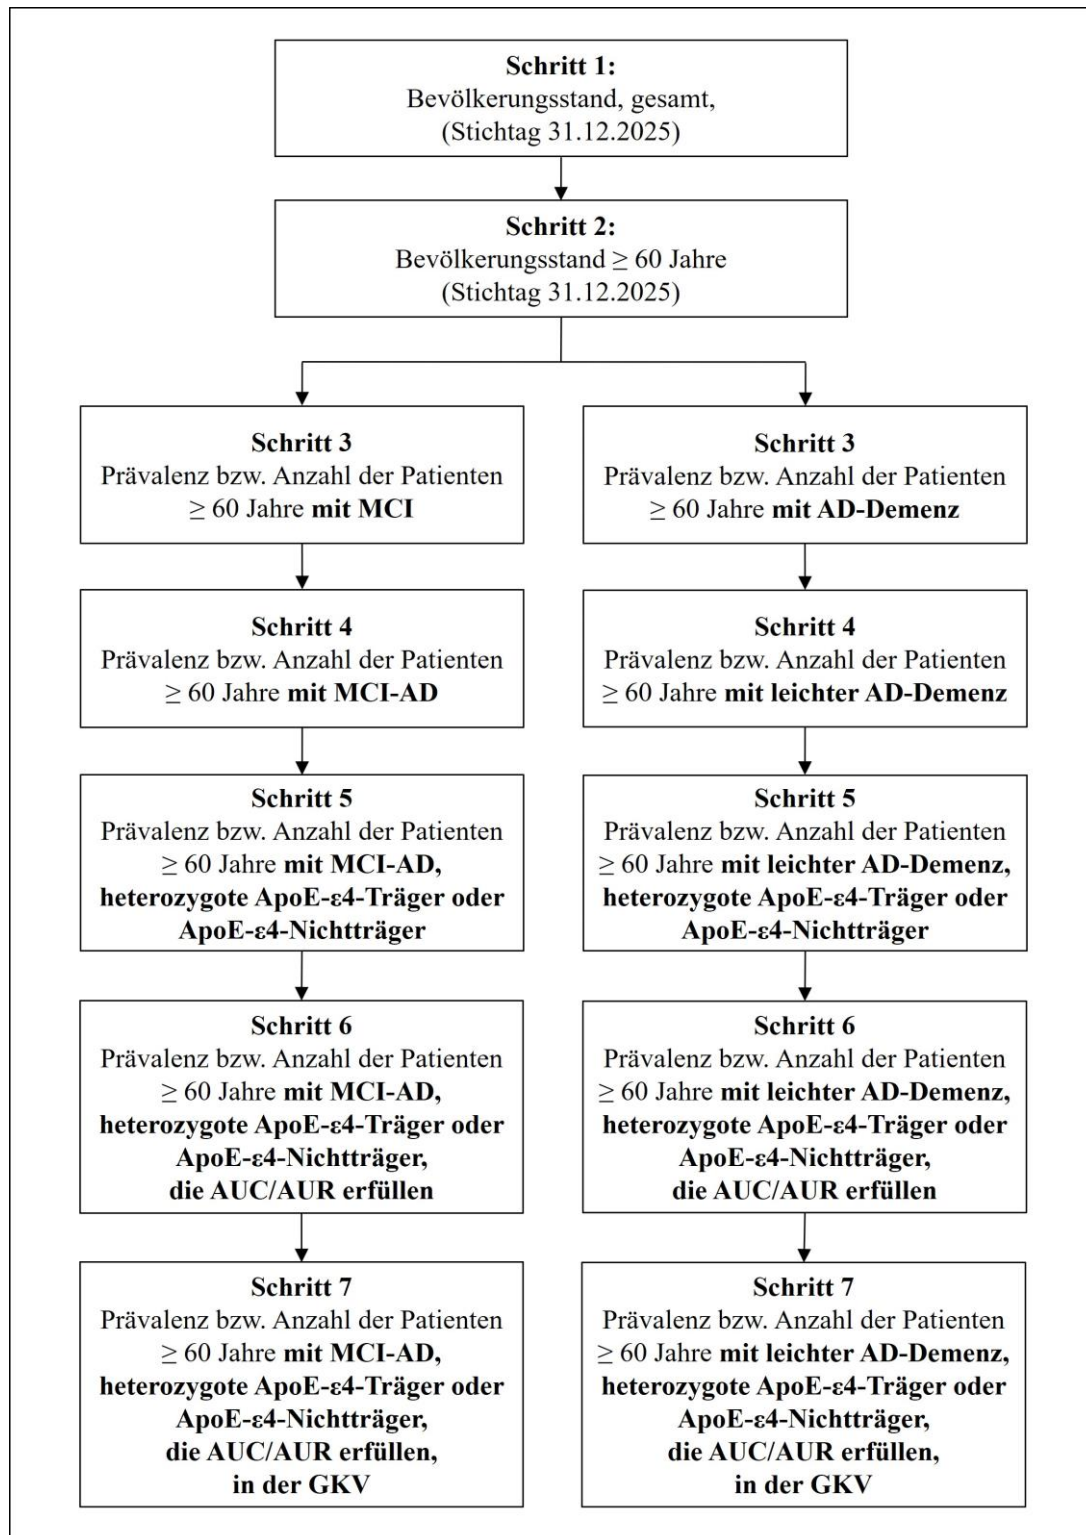 Schritt 1:
Bevölkerungsstand, gesamt,
(Stichtag 31.12.2025)
Schritt 2:
Bevölkerungsstand ≥ 60 Jahre
(Stichtag 31.12.2025)
Schritt 3
Prävalenz bzw. Anzahl der Patienten
≥ 60 Jahre mit MCI
Schritt 3
Prävalenz bzw. Anzahl der Patienten
≥ 60 Jahre mit AD-Demenz
Schritt 4
Prävalenz bzw. Anzahl der Patienten
≥ 60 Jahre mit MCI-AD
Schritt 4
Prävalenz bzw. Anzahl der Patienten
≥ 60 Jahre mit leichter AD-Demenz
Schritt 5
Prävalenz bzw. Anzahl der Patienten
≥ 60 Jahre mit MCI-AD,
heterozygote ApoE-ε4-Träger oder
ApoE-ε4-Nichtträger
Schritt 5
Prävalenz bzw. Anzahl der Patienten
≥ 60 Jahre mit leichter AD-Demenz,
heterozygote ApoE-ε4-Träger oder
ApoE-ε4-Nichtträger
Schritt 6
Prävalenz bzw. Anzahl der Patienten
≥ 60 Jahre mit MCI-AD,
heterozygote ApoE-ε4-Träger oder
ApoE-ε4-Nichtträger,
die AUC/AUR erfüllen
Schritt 6
Prävalenz bzw. Anzahl der Patienten
≥ 60 Jahre mit leichter AD-Demenz,
heterozygote ApoE-ε4-Träger oder
ApoE-ε4-Nichtträger,
die AUC/AUR erfüllen
Schritt 7
Prävalenz bzw. Anzahl der Patienten
≥ 60 Jahre mit MCI-AD,
heterozygote ApoE-ε4-Träger oder
ApoE-ε4-Nichtträger,
die AUC/AUR erfüllen,
in der GKV
Schritt 7
Prävalenz bzw. Anzahl der Patienten
≥ 60 Jahre mit leichter AD-Demenz,
heterozygote ApoE-ε4-Träger oder
ApoE-ε4-Nichtträger,
die AUC/AUR erfüllen,
in der GKV